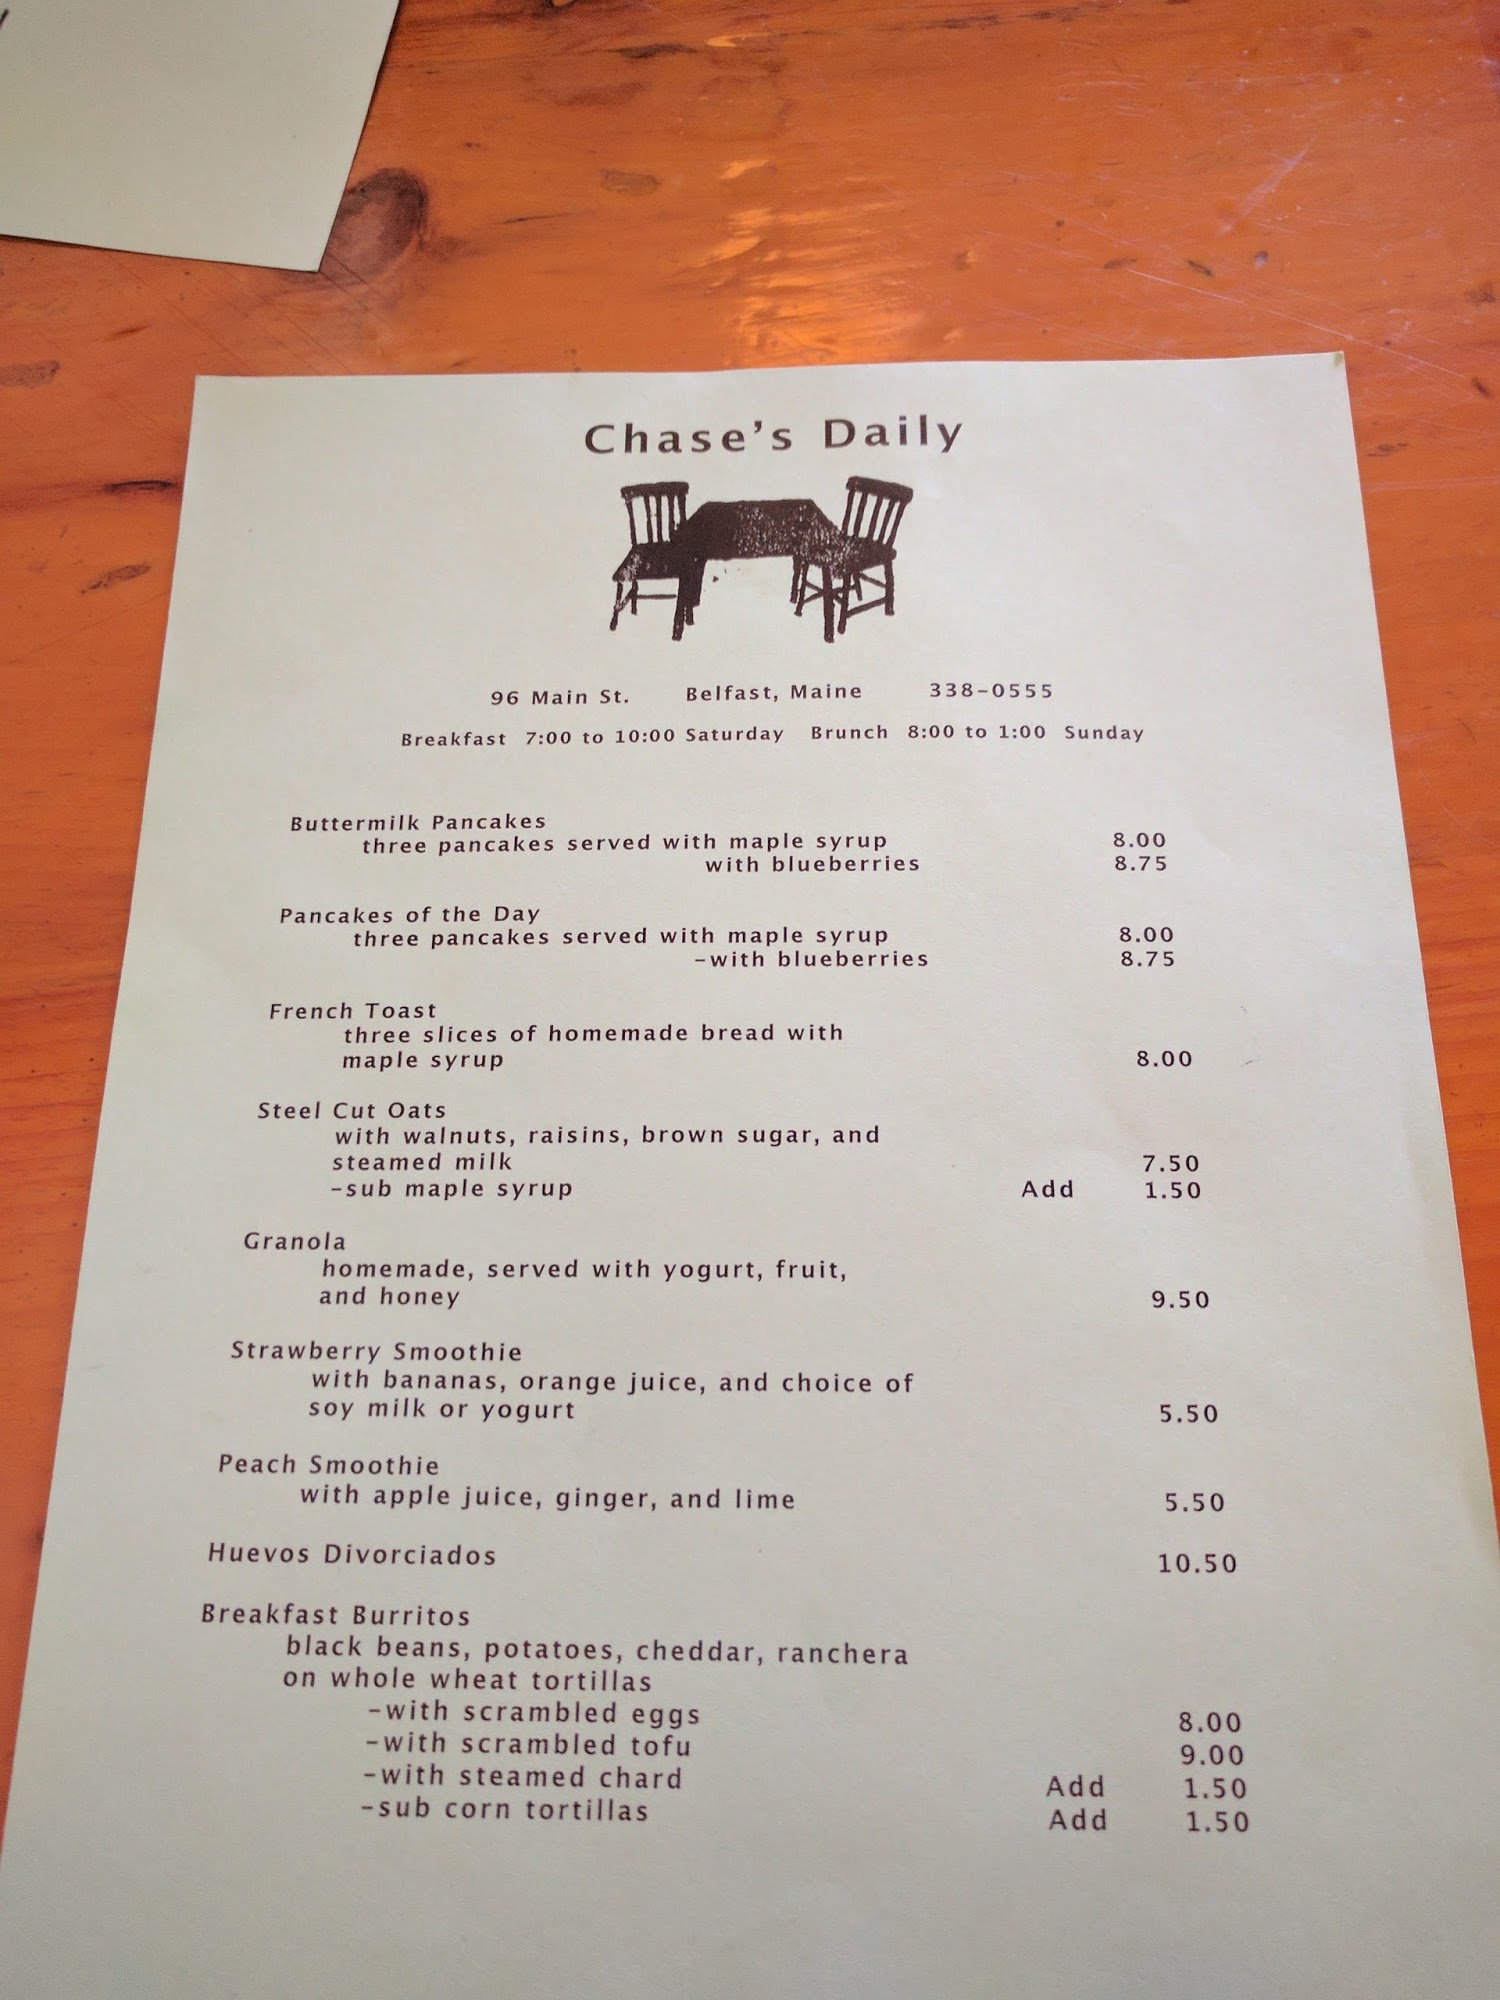 Chase's Daily
96 Main St. Belfast, Maine 338-0555
Breakfast 7:00 to 10:00 Saturday Brunch 8:00 to 1:00 Sunday
Buttermilk Pancakes
three pancakes served with maple syrup 8.00
with blueberries 8.75
Pancakes of the Day
three pancakes served with maple syrup 8.00
-with blueberries 8.75
French Toast
three slices of homemade bread with
maple syrup 8.00
Steel Cut Oats
with walnuts, raisins, brown sugar, and
steamed milk 7.50
-sub maple syrup Add 1.50
Granola
homemade, served with yogurt, fruit,
and honey 9.50
Strawberry Smoothie
with bananas, orange juice, and choice of
soy milk or yogurt 5.50
Peach Smoothie
with apple juice, ginger, and lime 5.50
Huevos Divorciados 10.50
Breakfast Burritos
black beans, potatoes, cheddar, ranchera
on whole wheat tortillas
-with scrambled eggs 8.00
-with scrambled tofu 9.00
-with steamed chard Add 1.50
-sub corn tortillas Add 1.50